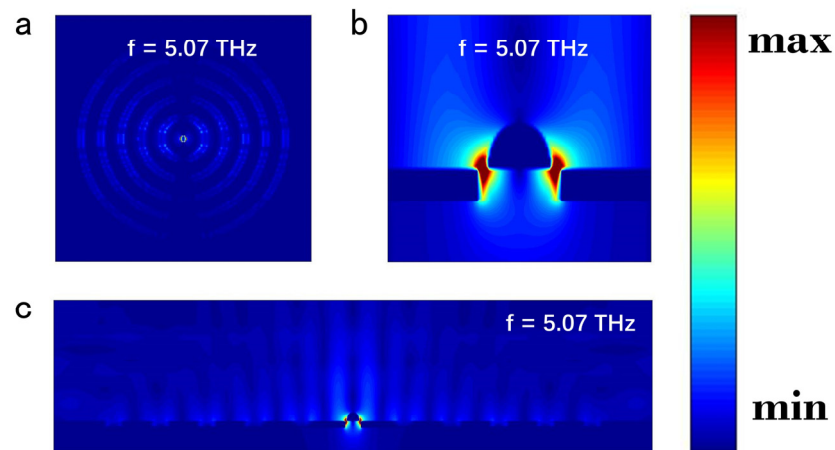 a
f = 5.07 THz
b
f = 5.07 THz
max
c
f = 5.07 THz
min